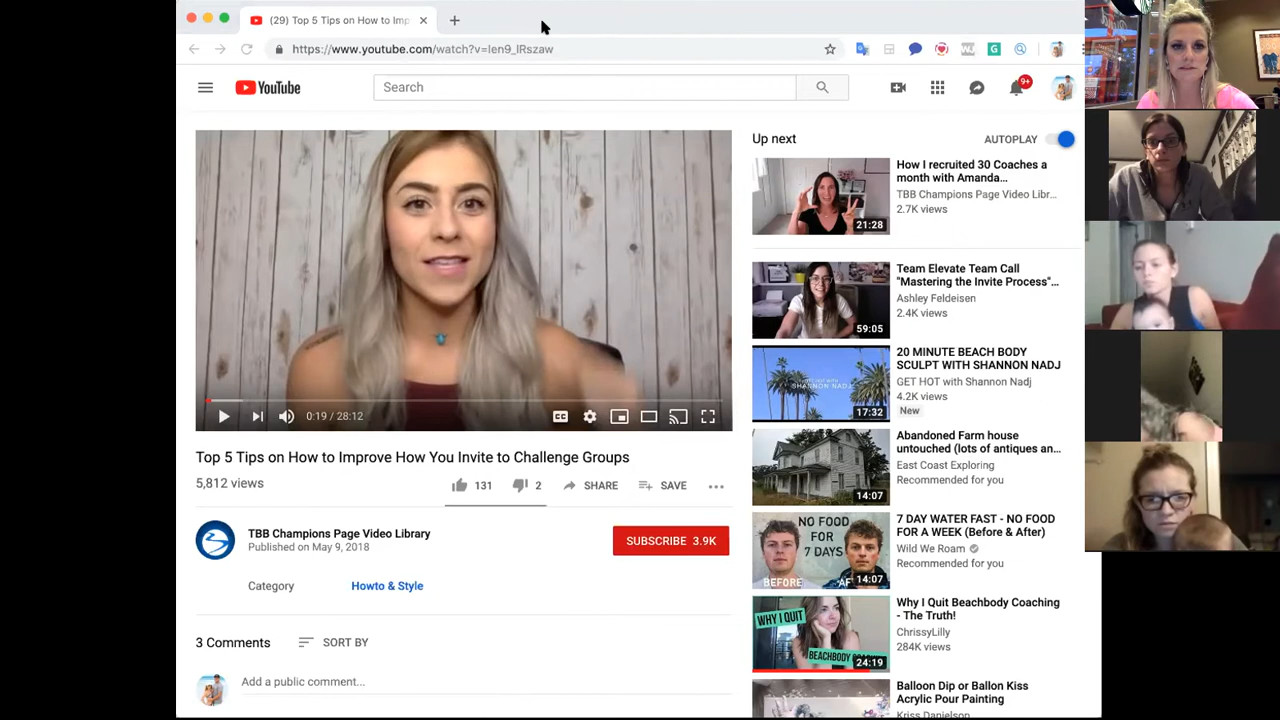 (29) Top 5 Tips on How to Imp
https://www.youtube.com/watch?v=len9_lRszaw
YouTube
Search
9+
Up next
AUTOPLAY
How I recruited 30 Coaches a
month with Amanda...
TBB Champions Page Video Libr...
2.7K views
21:28
Team Elevate Team Call
"Mastering the Invite Process"...
Ashley Feldeisen
2.4K views
59:05
20 MINUTE BEACH BODY
SCULPT WITH SHANNON NADJ
GET HOT with Shannon Nadj
4.2K views
New
SHANNON NADJ
17:32
0:19 / 28:12
CC
Abandoned Farm house
untouched (lots of antiques an...
East Coast Exploring
Recommended for you
14:07
Top 5 Tips on How to Improve How You Invite to Challenge Groups
5,812 views
131
2
SHARE
SAVE
7 DAY WATER FAST - NO FOOD
FOR A WEEK (Before & After)
Wild We Roam
Recommended for you
NO FOOD
FOR
7 DAYS
BEFORE
AF
14:07
TBB Champions Page Video Library
Published on May 9, 2018
SUBSCRIBE 3.9K
Category
Howto & Style
Why I Quit Beachbody Coaching
- The Truth!
ChrissyLilly
284K views
WHY I QUIT
BEACHBODY
24:19
3 Comments
SORT BY
Add a public comment...
Balloon Dip or Ballon Kiss
Acrylic Pour Painting
Kriss Danielson